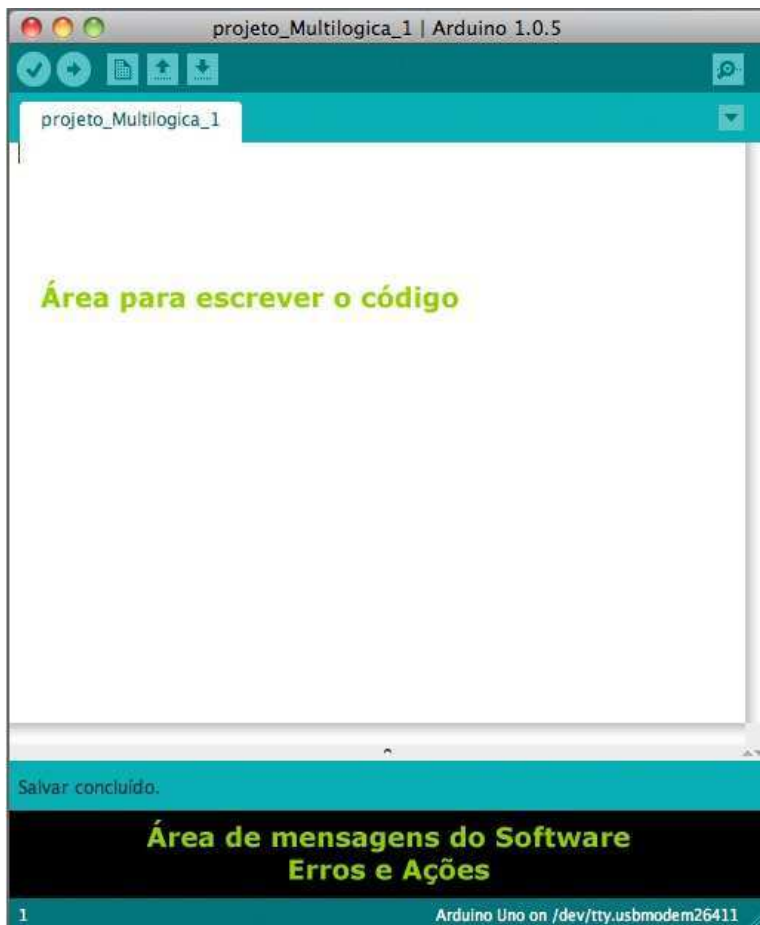 projeto_Multilogica_1 | Arduino 1.0.5
projeto_Multilogica_1
Área para escrever o código
Salvar concluído.
Área de mensagens do Software
Erros e Ações
1
Arduino Uno on /dev/tty.usbmodem26411